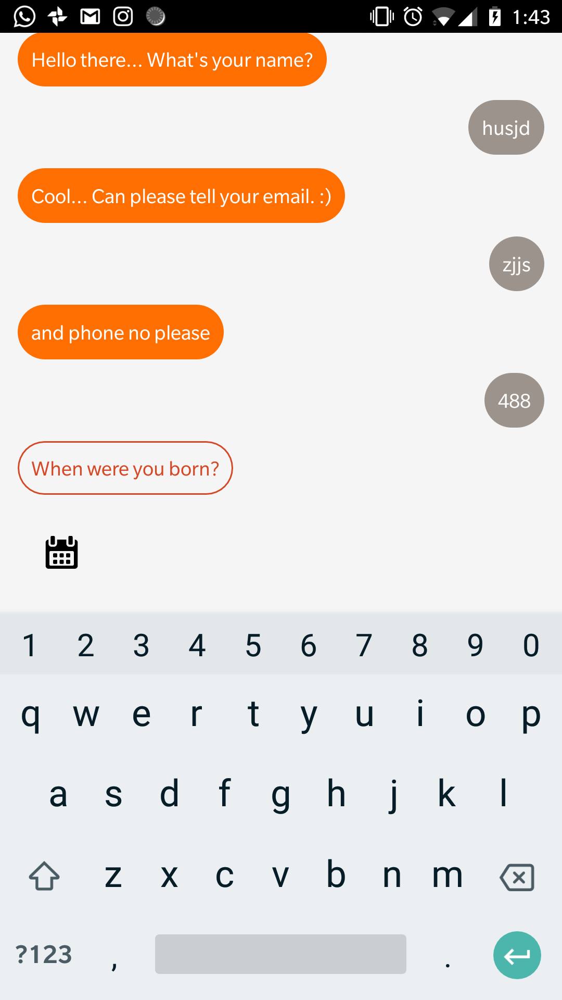 1:43
Hello there... What's your name?
husjd
Cool... Can please tell your email. :)
zjjs
and phone no please
488
When were you born?
1 2 3 4 5 6 7 8 9 0
q w e r t y u i o p
a s d f g h j k l
z x c v b n m
?123 , .